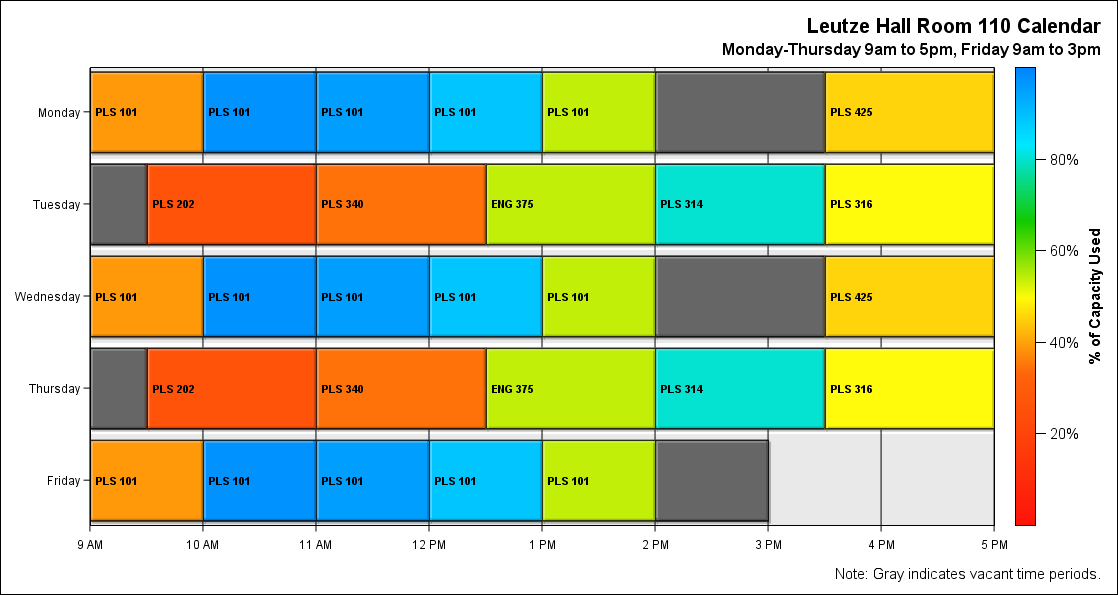 Leutze Hall Room 110 Calendar
Monday-Thursday 9am to 5pm, Friday 9am to 3pm
Monday
PLS 101
PLS 101
PLS 101
PLS 101
PLS 101
PLS 425
Tuesday
PLS 202
PLS 340
ENG 375
PLS 314
PLS 316
Wednesday
PLS 101
PLS 101
PLS 101
PLS 101
PLS 101
PLS 425
Thursday
PLS 202
PLS 340
ENG 375
PLS 314
PLS 316
Friday
PLS 101
PLS 101
PLS 101
PLS 101
PLS 101
9 AM
10 AM
11 AM
12 PM
1 PM
2 PM
3 PM
4 PM
5 PM
80%
60%
40%
20%
% of Capacity Used
Note: Gray indicates vacant time periods.